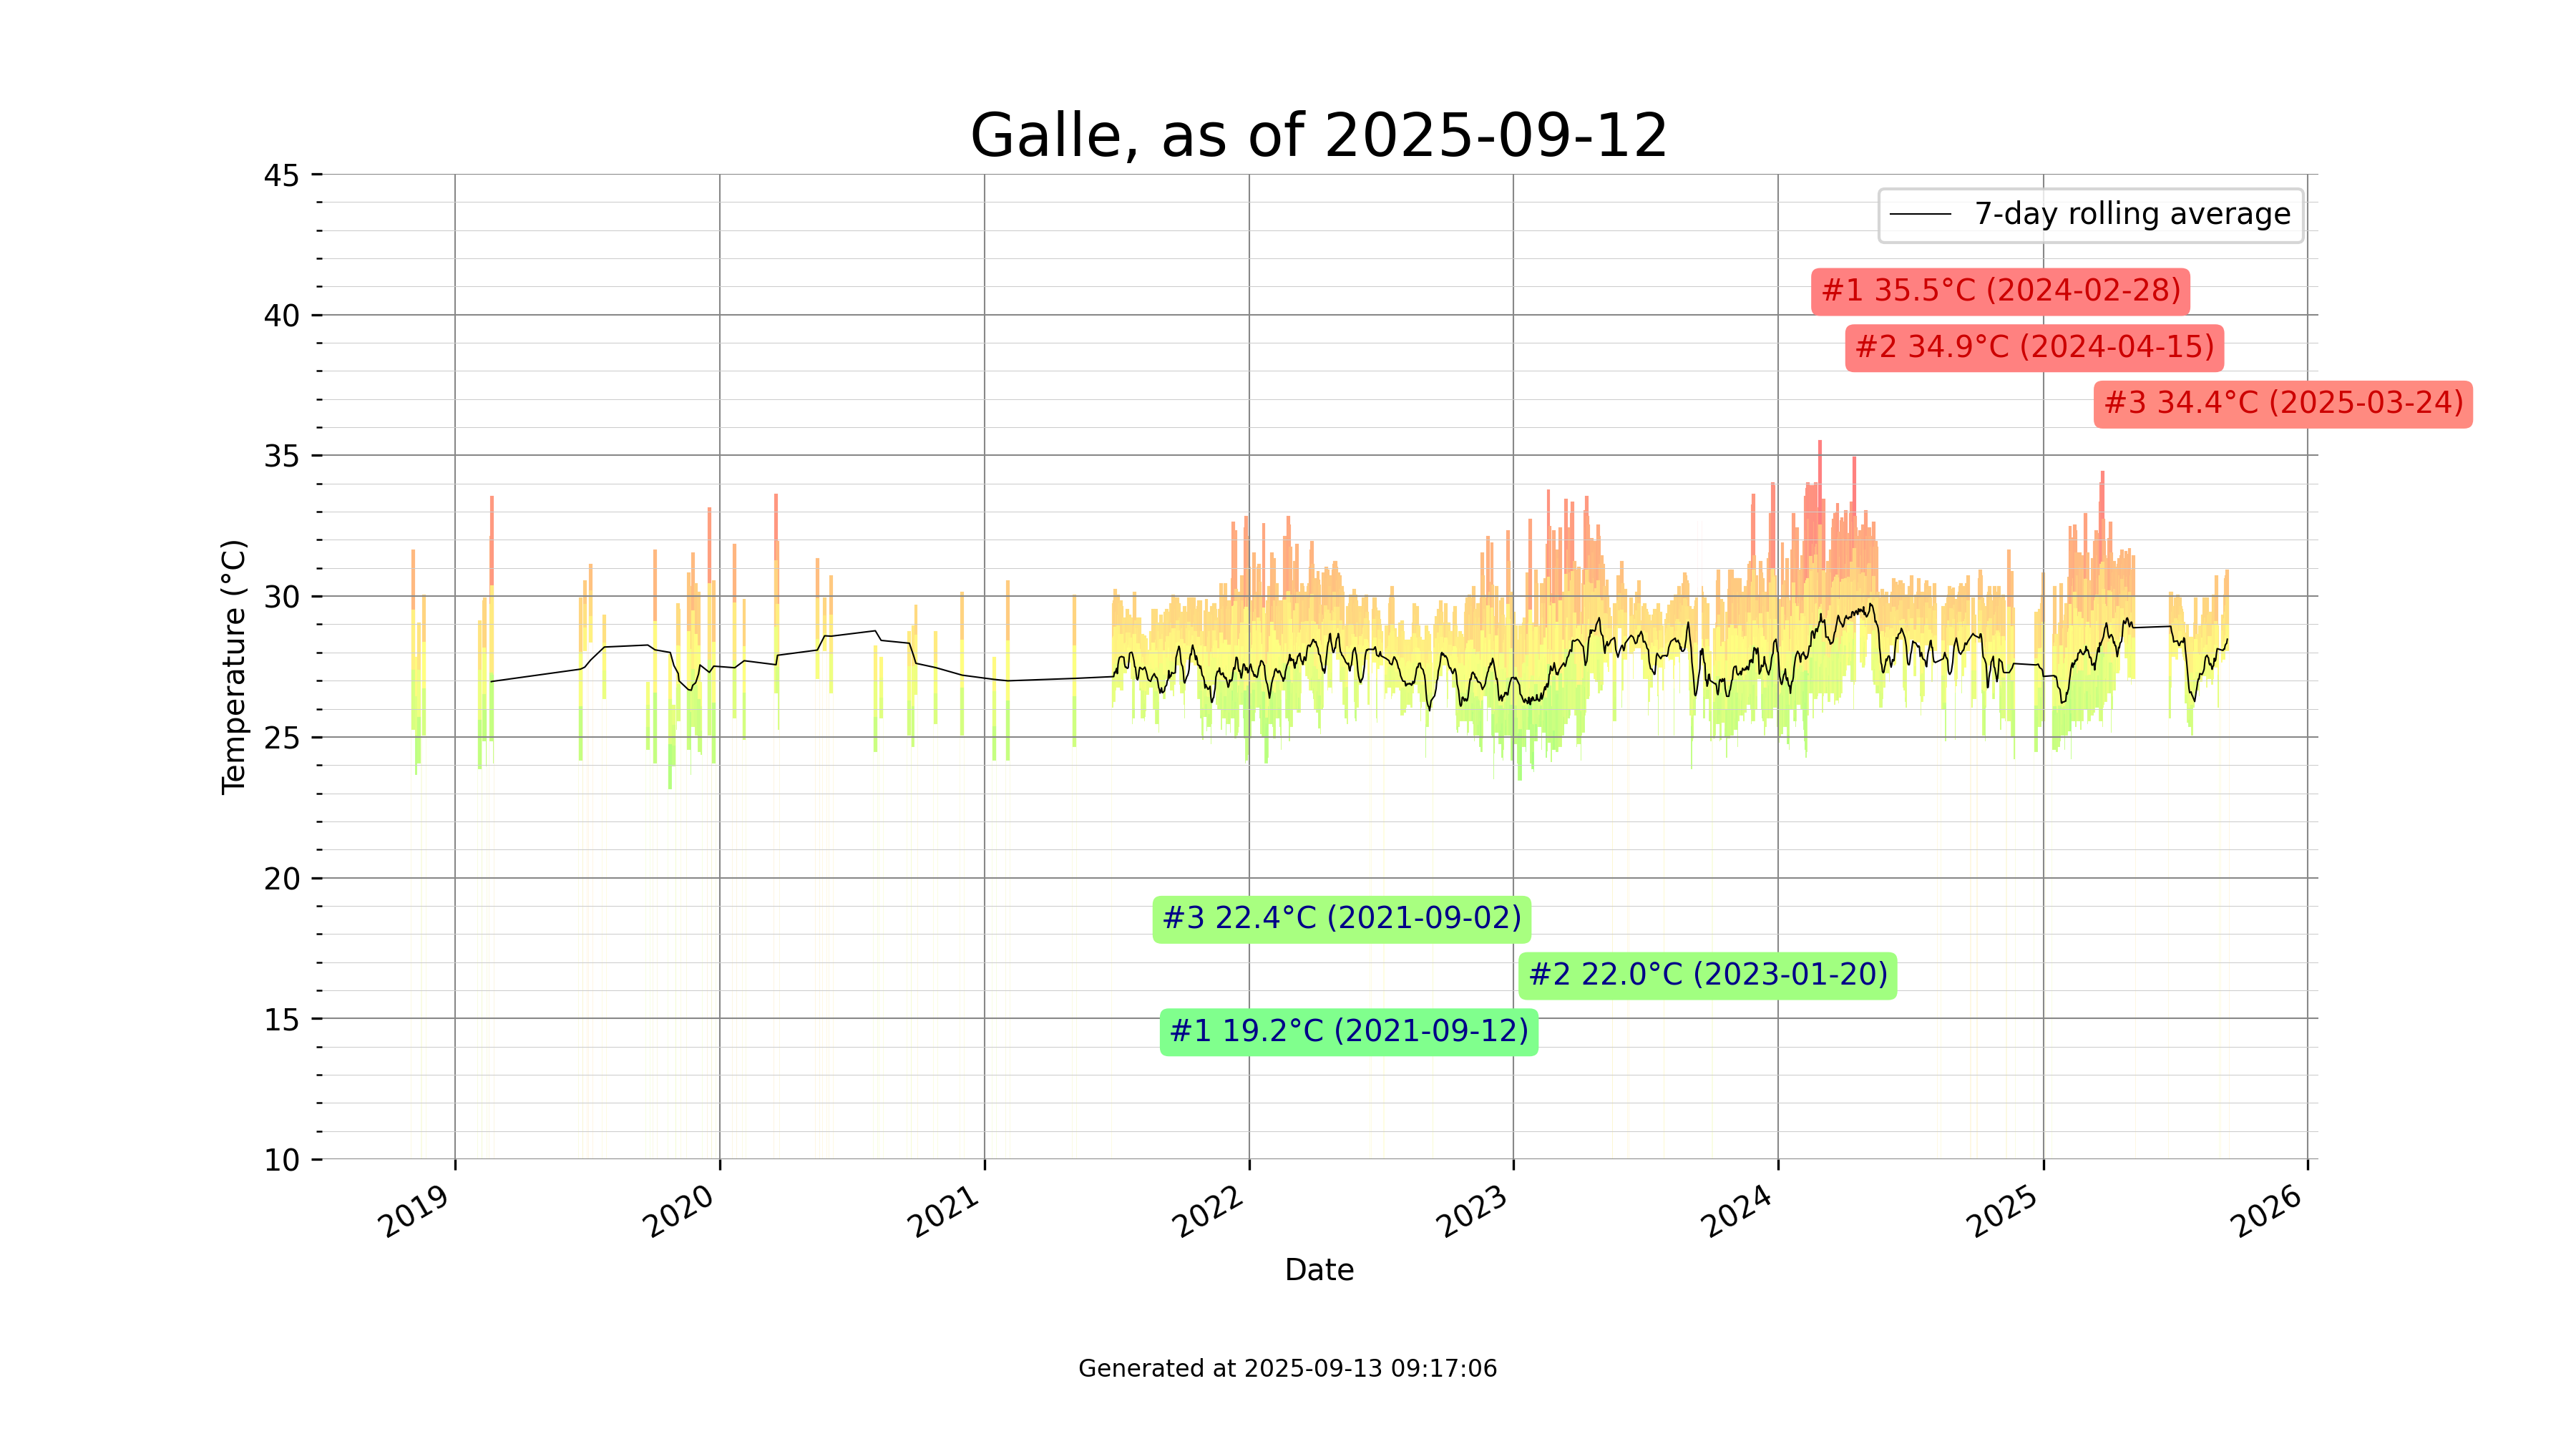 Galle, as of 2025-09-12
45
40
35
30
25
20
15
10
Temperature (°C)
7-day rolling average
#1 35.5°C (2024-02-28)
#2 34.9°C (2024-04-15)
#3 34.4°C (2025-03-24)
#3 22.4°C (2021-09-02)
#2 22.0°C (2023-01-20)
#1 19.2°C (2021-09-12)
2019
2020
2021
2022
2023
2024
2025
2026
Date
Generated at 2025-09-13 09:17:06